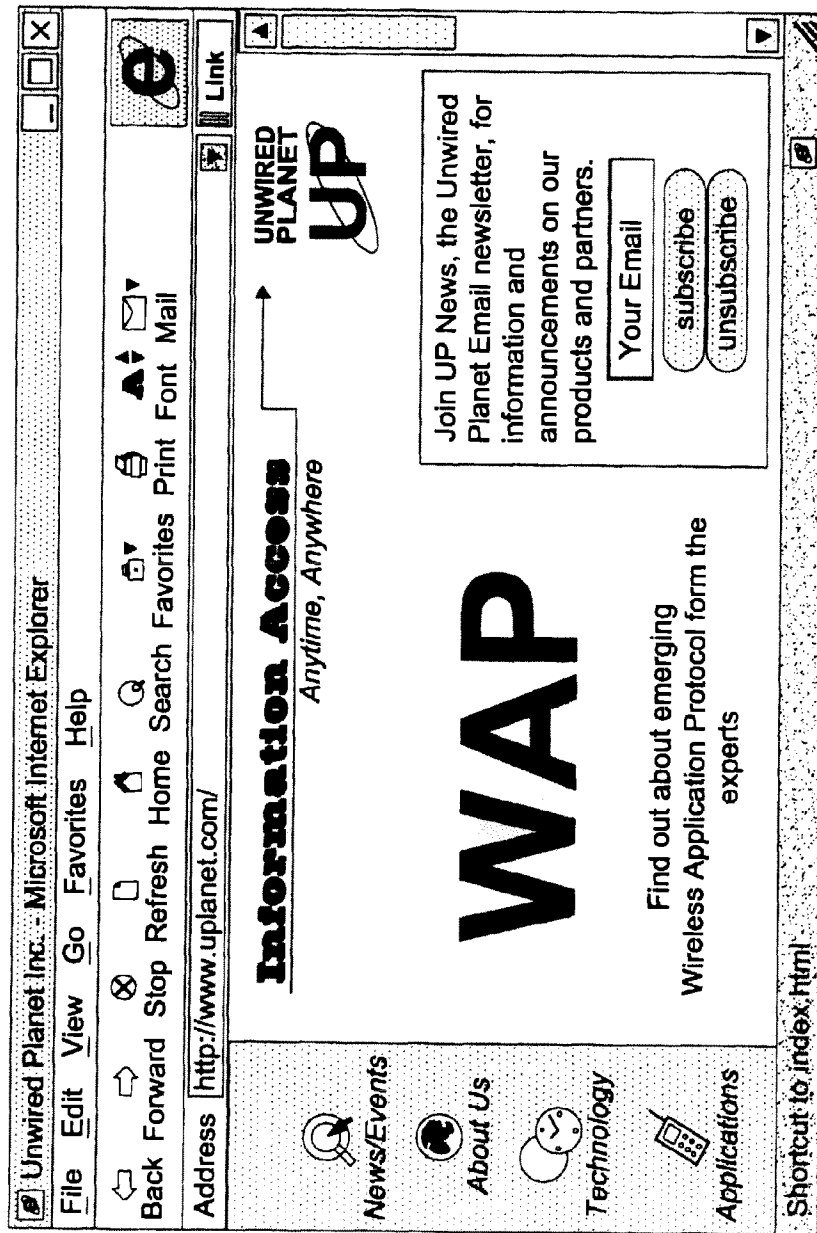 Unwired Planet Inc. - Microsoft Internet Explorer
File Edit View Go Favorites Help
Back Forward Stop Refresh Home Search Favorites Print Font Mail
Address http://www.uplanet.com/ Link
Information Access
Anytime, Anywhere
UNWIRED
PLANET
UP
News/Events
About Us
Technology
Applications
WAP
Find out about emerging
Wireless Application Protocol form the
experts
Join UP News, the Unwired
Planet Email newsletter, for
information and
announcements on our
products and partners.
Your Email
subscribe
unsubscribe
Shortcut to index.html